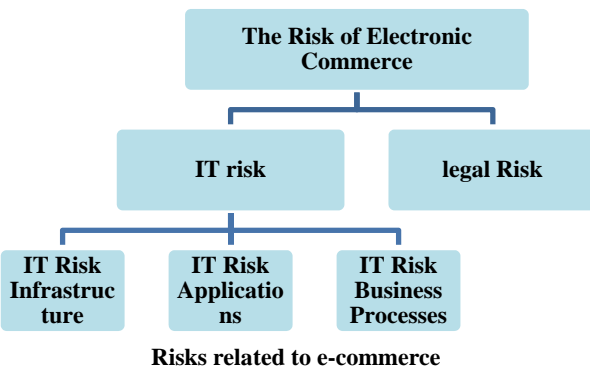 The Risk of Electronic
Commerce
IT risk
legal Risk
IT Risk
Infrastruc
ture
IT Risk
Applicatio
ns
IT Risk
Business
Processes
Risks related to e-commerce